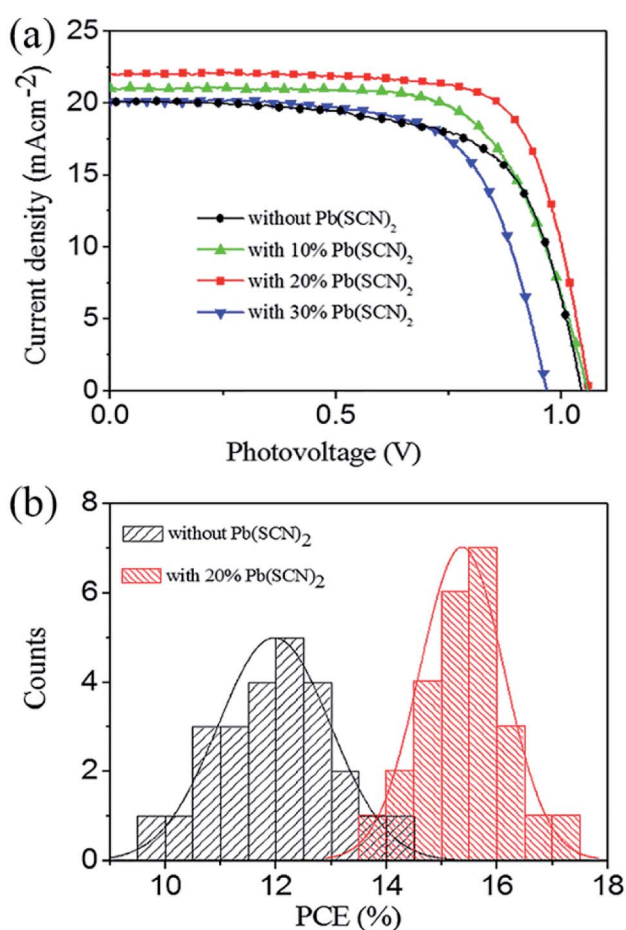 (a)
25
20
15
10
5
0
Current density (mAcm⁻²)
without Pb(SCN)₂
with 10% Pb(SCN)₂
with 20% Pb(SCN)₂
with 30% Pb(SCN)₂
0.0 0.5 1.0
Photovoltage (V)
(b)
8
6
4
2
0
Counts
without Pb(SCN)₂
with 20% Pb(SCN)₂
10 12 14 16 18
PCE (%)